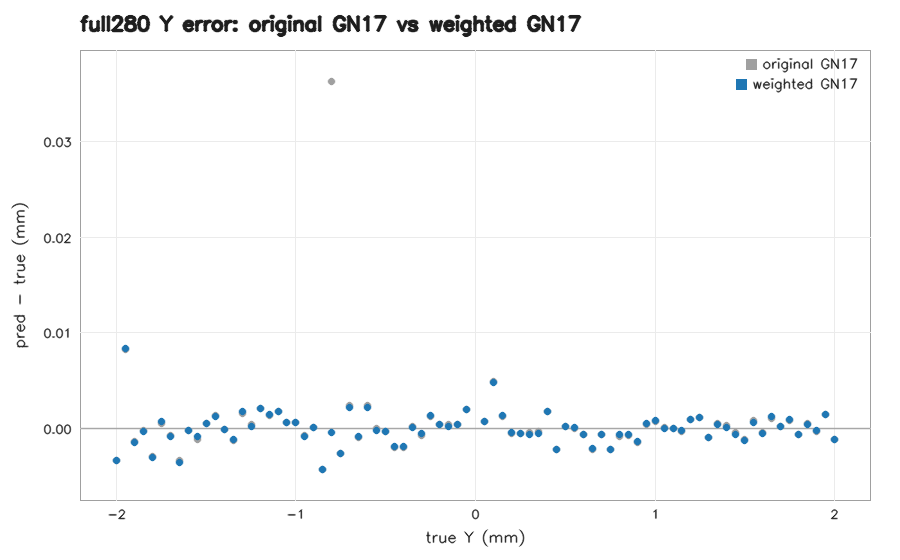 full280 Y error: original GN17 vs weighted GN17
original GN17
weighted GN17
pred − true (mm)
0.03
0.02
0.01
0.00
−2
−1
0
1
2
true Y (mm)